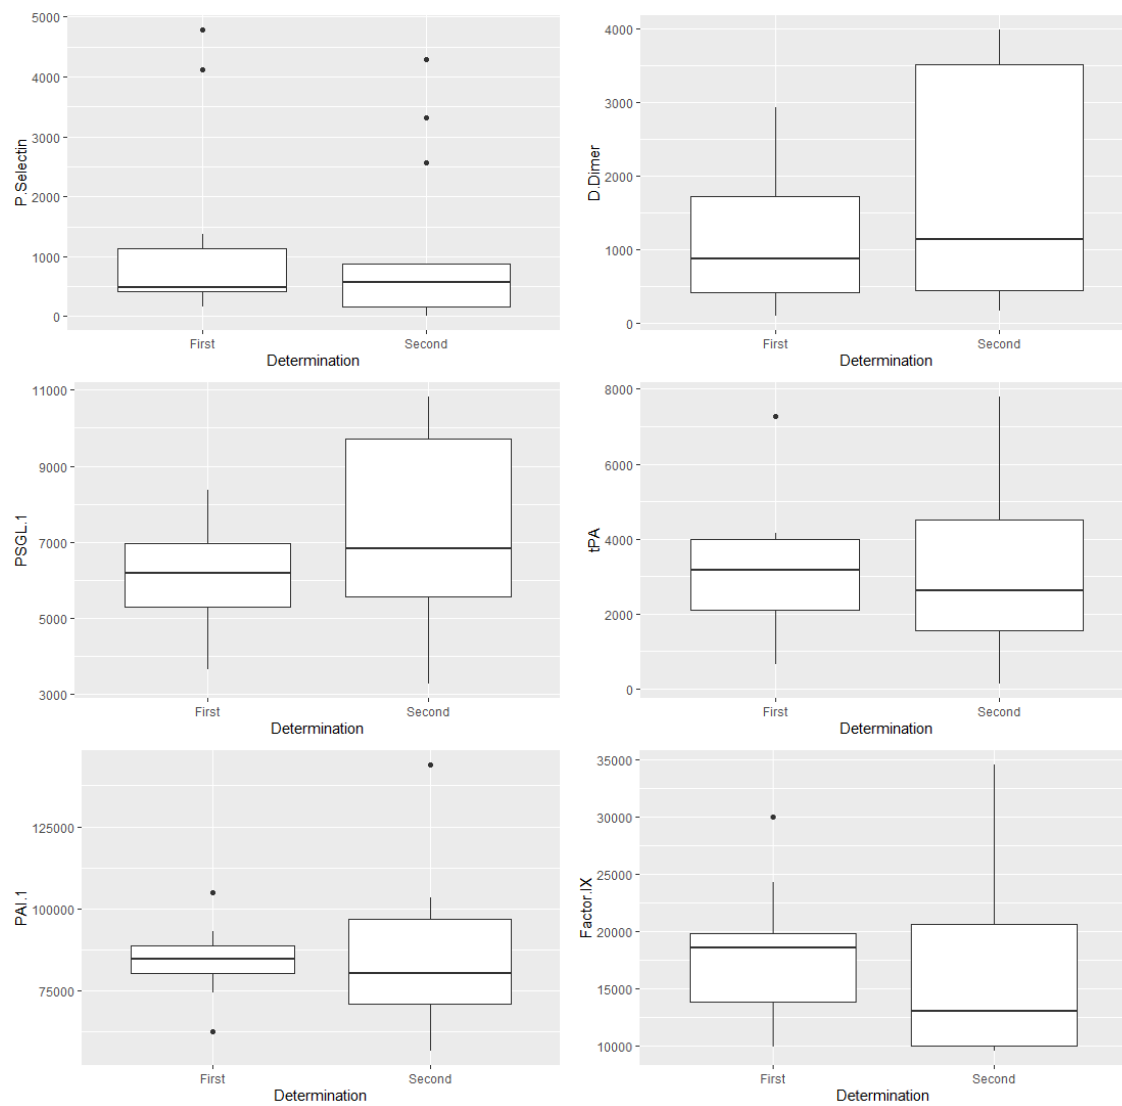 P.Selectin
5000
4000
3000
2000
1000
0
First Second
Determination
D.Dimer
4000
3000
2000
1000
0
First Second
Determination
PSGL.1
11000
9000
7000
5000
3000
First Second
Determination
tPA
8000
6000
4000
2000
0
First Second
Determination
PAI.1
125000
100000
75000
First Second
Determination
Factor.IX
35000
30000
25000
20000
15000
10000
First Second
Determination